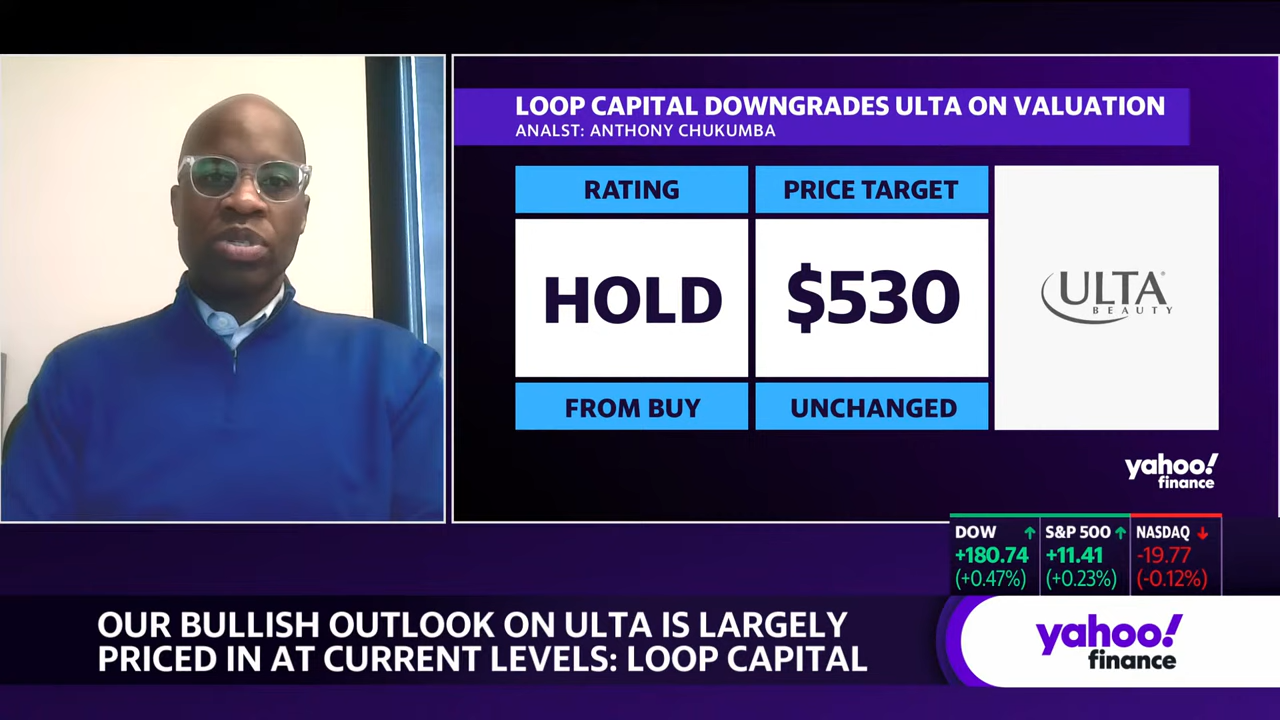 LOOP CAPITAL DOWNGRADES ULTA ON VALUATION
ANALST: ANTHONY CHUKUMBA
RATING
PRICE TARGET
HOLD
$530
FROM BUY
UNCHANGED
ULTA
BEAUTY
yahoo!
finance
DOW
+180.74
(+0.47%)
S&P 500
+11.41
(+0.23%)
NASDAQ
-19.77
(-0.12%)
OUR BULLISH OUTLOOK ON ULTA IS LARGELY
PRICED IN AT CURRENT LEVELS: LOOP CAPITAL
yahoo!
finance